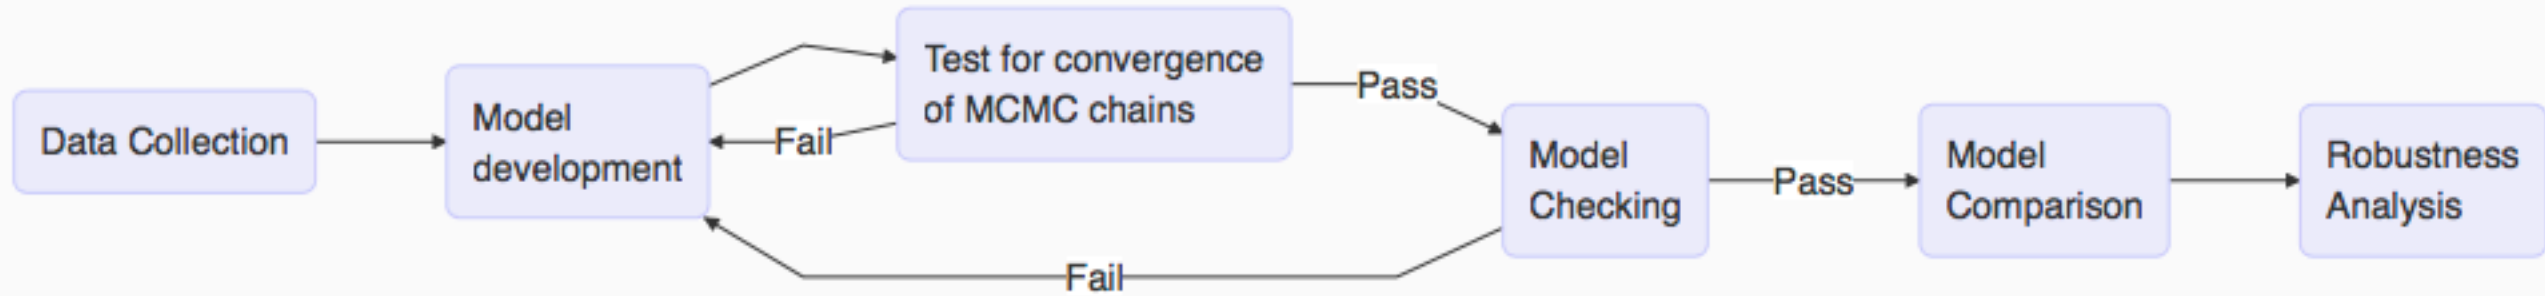 Data Collection
Model
development
Test for convergence
of MCMC chains
Fail
Pass
Fail
Model
Checking
Pass
Model
Comparison
Robustness
Analysis